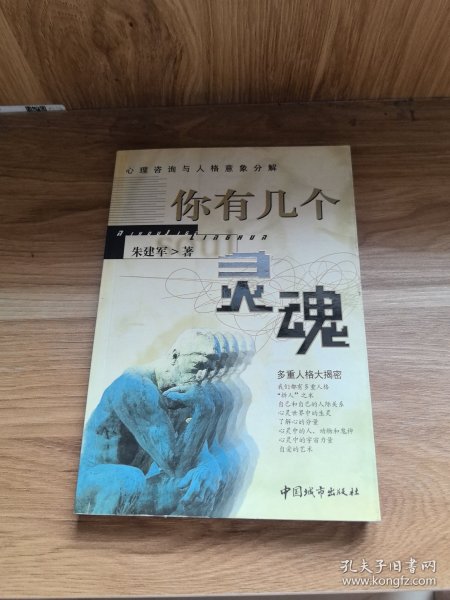 心理咨询与人格意象分解
你有几个
NIYOUJIGE
LINGHUN
朱建军>著
灵魂
多重人格大揭密
我们都有多重人格
“拼人”之术
自己和自己的人际关系
心灵世界中的生灵
了解心的分量
心灵中的人、动物和鬼神
心灵中的宇宙力量
自爱的艺术
中国城市出版社
孔夫子旧书网
www.kongfz.com